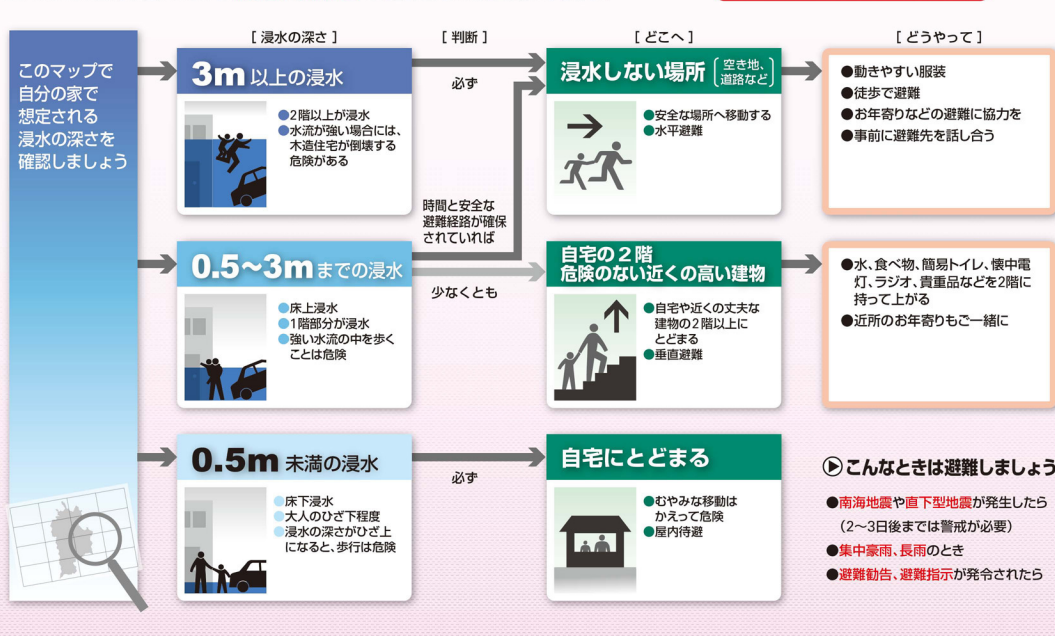 このマップで
自分の家で
想定される
浸水の深さを
確認しましょう
[ 浸水の深さ ]
[ 判断 ]
[ どこへ ]
[ どうやって ]
3m 以上の浸水
●2階以上が浸水
●水流が強い場合には、
木造住宅が倒壊する
危険がある
必ず
浸水しない場所 [空き地、
道路など]
●安全な場所へ移動する
●水平避難
●動きやすい服装
●徒歩で避難
●お年寄りなどの避難に協力を
●事前に避難先を話し合う
時間と安全な
避難経路が確保
されていれば
0.5~3mまでの浸水
●床上浸水
●1階部分が浸水
●強い水流の中を歩く
ことは危険
少なくとも
自宅の2階
危険のない近くの高い建物
●自宅や近くの丈夫な
建物の2階以上に
とどまる
●垂直避難
●水、食べ物、簡易トイレ、懐中電
灯、ラジオ、貴重品などを2階に
持って上がる
●近所のお年寄りもご一緒に
0.5m 未満の浸水
●床下浸水
●大人のひざ下程度
●浸水の深さがひざ上
になると、歩行は危険
必ず
自宅にとどまる
●むやみな移動は
かえって危険
●屋内待避
こんなときは避難しましょう
●南海地震や直下型地震が発生したら
(2~3日後までは警戒が必要)
●集中豪雨、長雨のとき
●避難勧告、避難指示が発令されたら